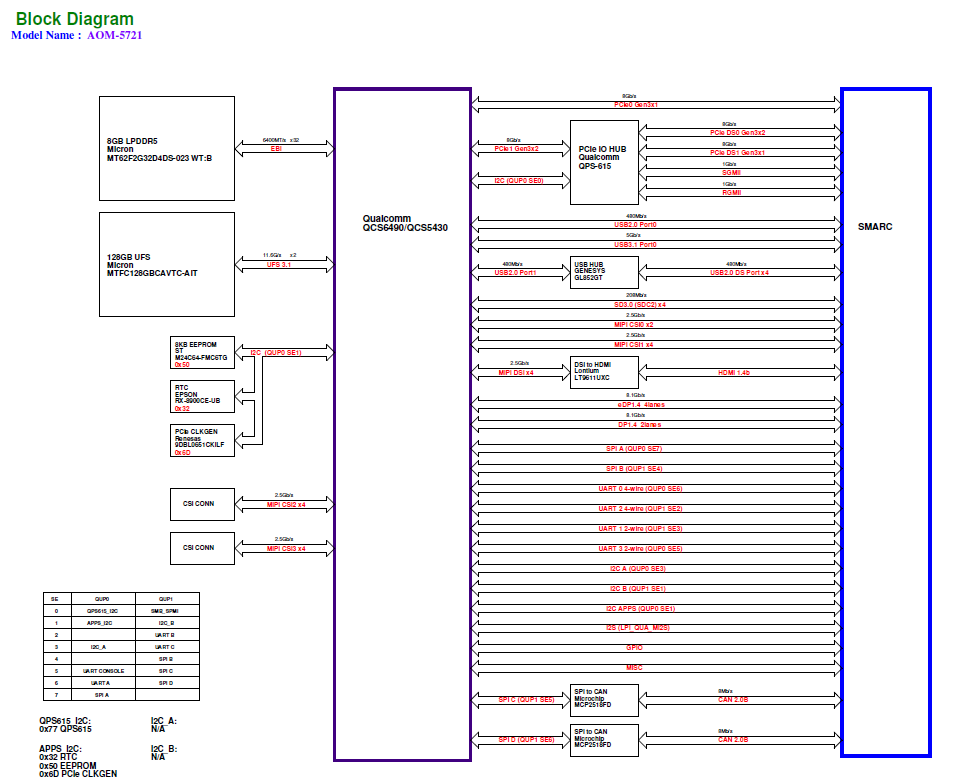 Block Diagram
Model Name : AOM-5721
8GB LPDDR5
Micron
MT62F2G32D4DS-023 WT:B
6400MT/s x32
EBI
128GB UFS
Micron
MTFC128GBCAVTC-AIT
11.6G/s x2
UFS 3.1
8KB EEPROM
ST
M24C64-FMC6TG
0x50
I2C (QUP0 SE1)
RTC
EPSON
RX-8900CE-UB
0x32
PCIe CLKGEN
Renesas
9DBL0651CKILF
0x6D
CSI CONN
2.5Gb/s
MIPI CSI2 x4
CSI CONN
2.5Gb/s
MIPI CSI3 x4
Qualcomm
QCS6490/QCS5430
8Gb/s
PCIe0 Gen3x1
8Gb/s
PCIe1 Gen3x2
I2C (QUP0 SE0)
PCIe IO HUB
Qualcomm
QPS-615
8Gb/s
PCIe DS0 Gen3x2
8Gb/s
PCIe DS1 Gen3x1
1Gb/s
SGMII
1Gb/s
RGMII
480Mb/s
USB2.0 Port0
5Gb/s
USB3.1 Port0
480Mb/s
USB2.0 Port1
USB HUB
GENESYS
GL852GT
480Mb/s
USB2.0 DS Port x4
208Mb/s
SD3.0 (SDC2) x4
2.5Gb/s
MIPI CSI0 x2
2.5Gb/s
MIPI CSI1 x4
2.5Gb/s
MIPI DSI x4
DSI to HDMI
Lontium
LT9611UXC
HDMI 1.4b
8.1Gb/s
eDP1.4 4lanes
8.1Gb/s
DP1.4 2lanes
SPI A (QUP0 SE7)
SPI B (QUP1 SE4)
UART 0 4-wire (QUP0 SE6)
UART 2 4-wire (QUP1 SE2)
UART 1 2-wire (QUP1 SE3)
UART 3 2-wire (QUP0 SE5)
I2C A (QUP0 SE3)
I2C B (QUP1 SE1)
I2C APPS (QUP0 SE1)
I2S (LPI_QUA_MI2S)
GPIO
MISC
SPI C (QUP1 SE5)
SPI to CAN
Microchip
MCP2518FD
8Mb/s
CAN 2.0B
SPI D (QUP1 SE6)
SPI to CAN
Microchip
MCP2518FD
8Mb/s
CAN 2.0B
SMARC
SE QUP0 QUP1
0 QPS615_I2C SMB_SPMI
1 APPS_I2C I2C_B
2 UART B
3 I2C_A UART C
4 SPI B
5 UART CONSOLE SPI C
6 UART A SPI D
7 SPI A
QPS615_I2C:
0x77 QPS615
I2C_A:
N/A
APPS_I2C:
0x32 RTC
0x50 EEPROM
0x6D PCIe CLKGEN
I2C_B:
N/A